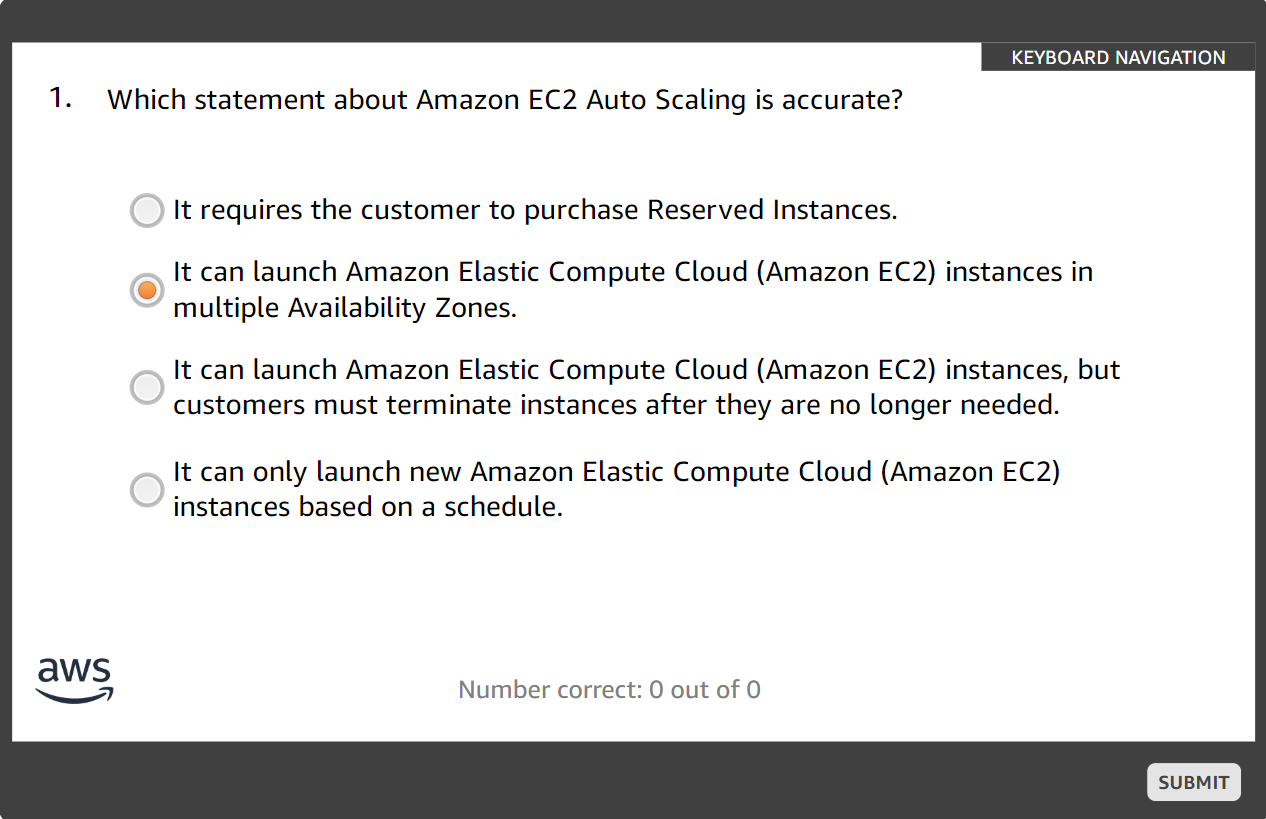 KEYBOARD NAVIGATION
1. Which statement about Amazon EC2 Auto Scaling is accurate?
It requires the customer to purchase Reserved Instances.
It can launch Amazon Elastic Compute Cloud (Amazon EC2) instances in
multiple Availability Zones.
It can launch Amazon Elastic Compute Cloud (Amazon EC2) instances, but
customers must terminate instances after they are no longer needed.
It can only launch new Amazon Elastic Compute Cloud (Amazon EC2)
instances based on a schedule.
aws
Number correct: 0 out of 0
SUBMIT